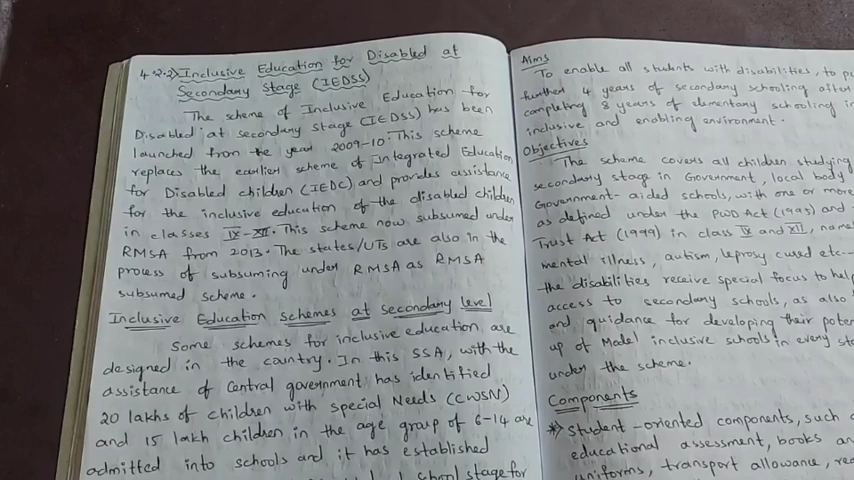 4.2.2) Inclusive Education for Disabled at
Secondary Stage (IEDSS)
The scheme of Inclusive Education for
Disabled at secondary stage (IEDSS) has been
launched from the year 2009-10. This scheme
replaces the earlier scheme of Integrated Education
for Disabled children (IEDC) and provides assistance
for the inclusive education of the disabled children
in classes IX-XII. This scheme now subsumed under
RMSA from 2013. The states/UTs are also in the
process of subsuming under RMSA as RMSA
subsumed scheme.
Inclusive Education schemes at secondary level
Some schemes for inclusive education are
designed in the country. In this SSA, with the
assistance of Central government, has identified
20 lakhs of children with special Needs (CWSN)
and 15 lakh children in the age group of 6-14 are
admitted into schools and it has established
school stage for
Aims
To enable all students with disabilities, to
further 4 years of secondary schooling after
completing 8 years of elementary schooling in
inclusive and enabling environment.
Objectives
The scheme covers all children studying
secondary stage in Government, local body
Government-aided schools, with one or more
as defined under the PWD Act (1995) and
Trust Act (1999) in class IX and XII,
mental illness, autism, leprosy cured etc--
the disabilities receive special focus to help
access to secondary schools, as also
and guidance for developing their
up of Model inclusive schools in every
under the scheme.
Components
*) Student-oriented components, such
educational assessment, books
uniforms, transport allowance,